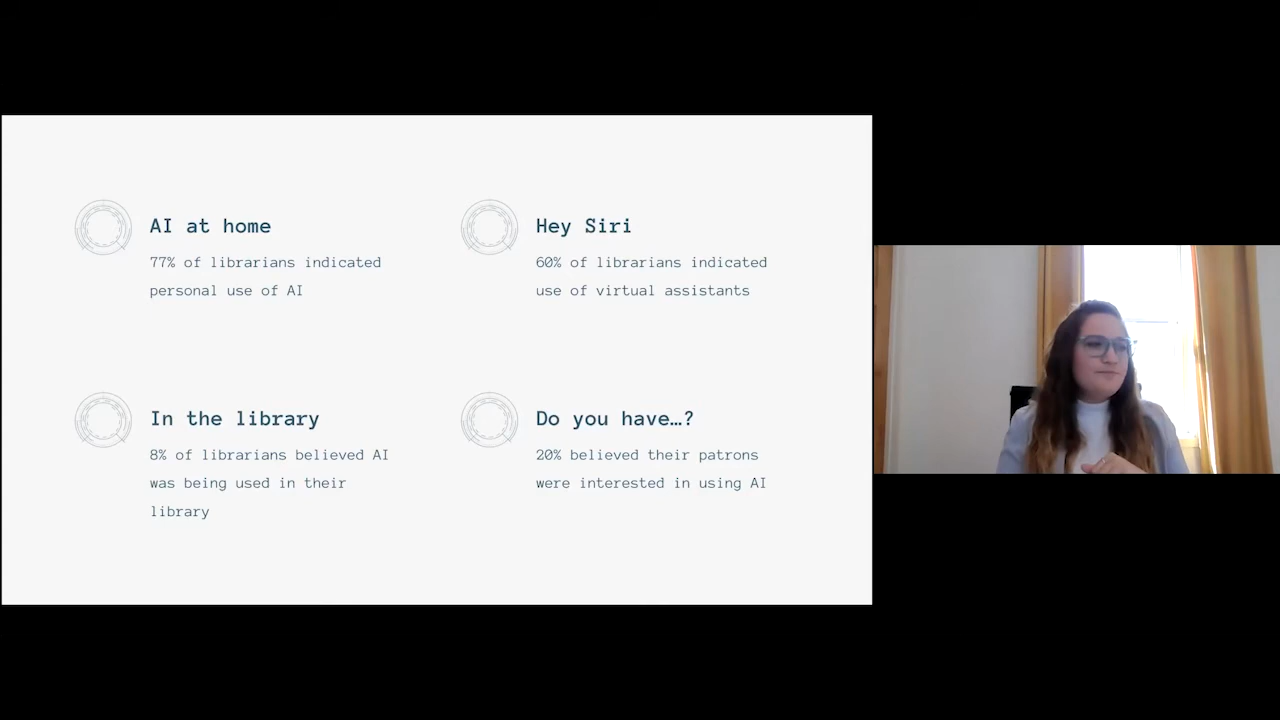 AI at home
77% of librarians indicated
personal use of AI
Hey Siri
60% of librarians indicated
use of virtual assistants
In the library
8% of librarians believed AI
was being used in their
library
Do you have…?
20% believed their patrons
were interested in using AI